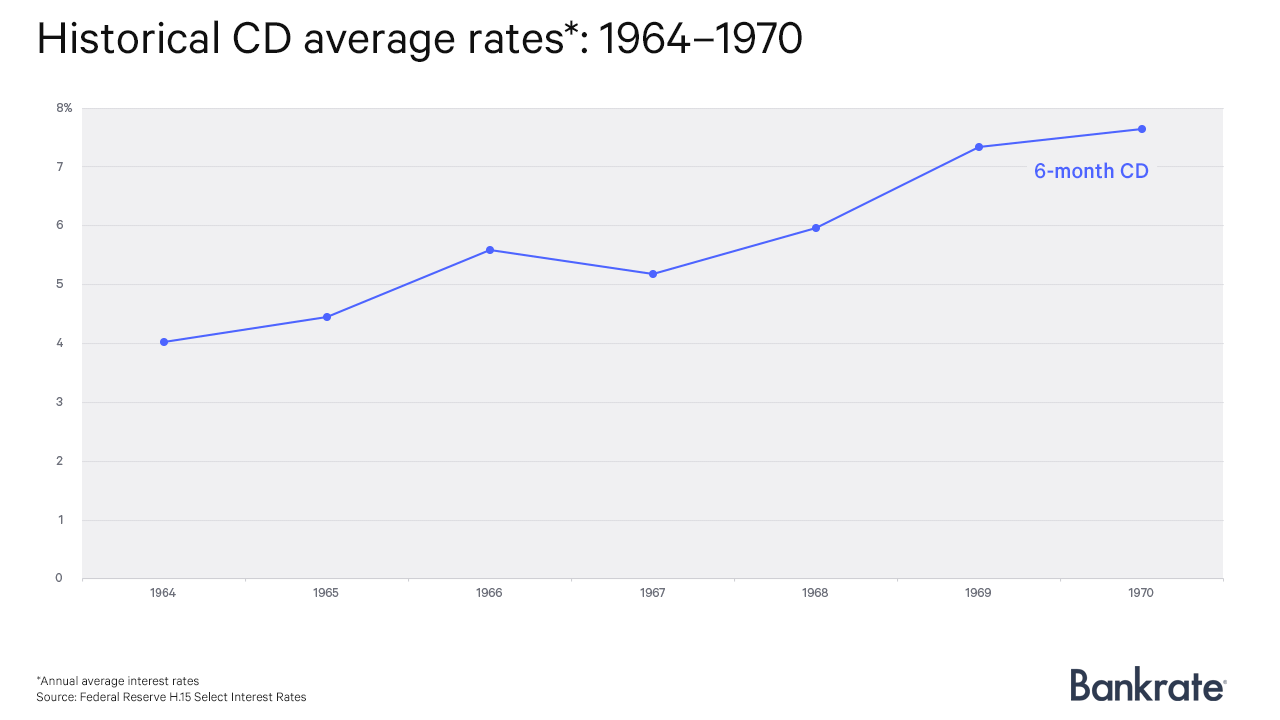 Historical CD average rates*: 1964–1970
8%
7
6-month CD
6
5
4
3
2
1
0
1964 1965 1966 1967 1968 1969 1970
*Annual average interest rates
Source: Federal Reserve H.15 Select Interest Rates
Bankrate